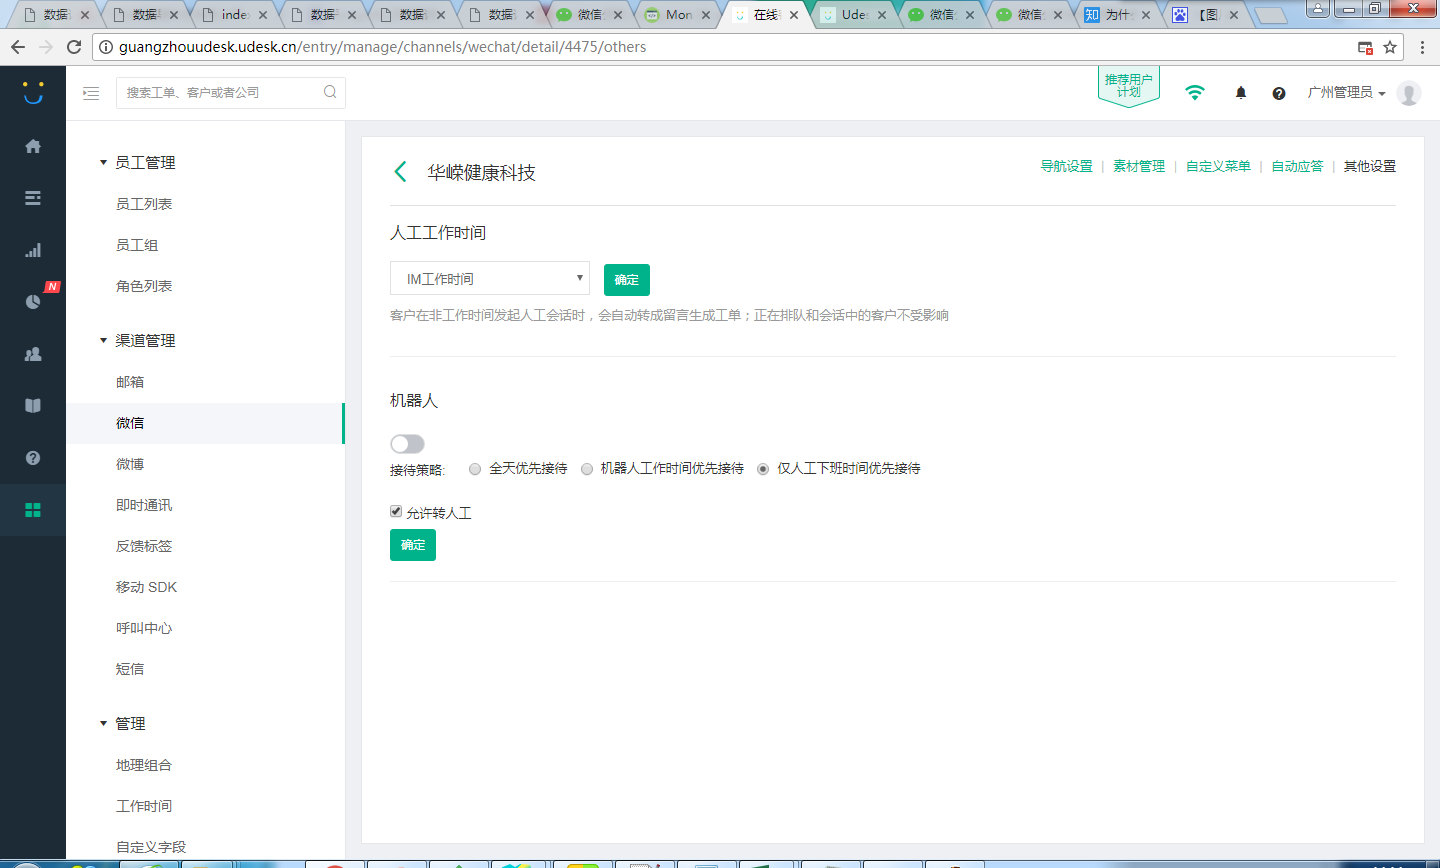 数据
数据
inde
数据
数据
数据
微信
Mon
在线
Udes
微信
微信
知 为什
【图
guangzhouudesk.udesk.cn/entry/manage/channels/wechat/detail/4475/others
搜索工单、客户或者公司
推荐用户
计划
广州管理员
N
员工管理
员工列表
员工组
角色列表
渠道管理
邮箱
微信
微博
即时通讯
反馈标签
移动 SDK
呼叫中心
短信
管理
地理组合
工作时间
自定义字段
华嵘健康科技
导航设置 | 素材管理 | 自定义菜单 | 自动应答 | 其他设置
人工工作时间
IM工作时间
确定
客户在非工作时间发起人工会话时，会自动转成留言生成工单；正在排队和会话中的客户不受影响
机器人
接待策略: 全天优先接待 机器人工作时间优先接待 仅人工下班时间优先接待
允许转人工
确定